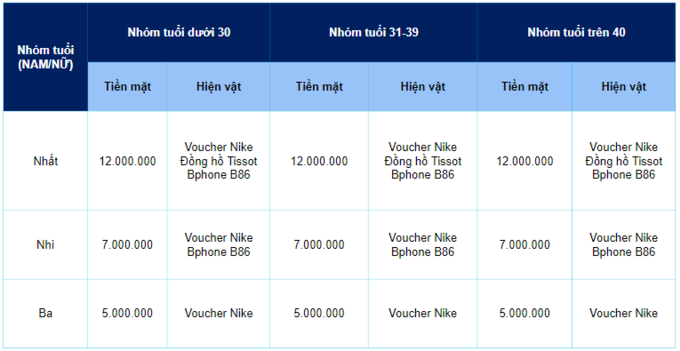 Nhóm tuổi
(NAM/NỮ)
Nhóm tuổi dưới 30
Nhóm tuổi 31-39
Nhóm tuổi trên 40
Tiền mặt
Hiện vật
Tiền mặt
Hiện vật
Tiền mặt
Hiện vật
Nhất
12.000.000
Voucher Nike
Đồng hồ Tissot
Bphone B86
12.000.000
Voucher Nike
Đồng hồ Tissot
Bphone B86
12.000.000
Voucher Nike
Đồng hồ Tissot
Bphone B86
Nhì
7.000.000
Voucher Nike
Bphone B86
7.000.000
Voucher Nike
Bphone B86
7.000.000
Voucher Nike
Bphone B86
Ba
5.000.000
Voucher Nike
5.000.000
Voucher Nike
5.000.000
Voucher Nike